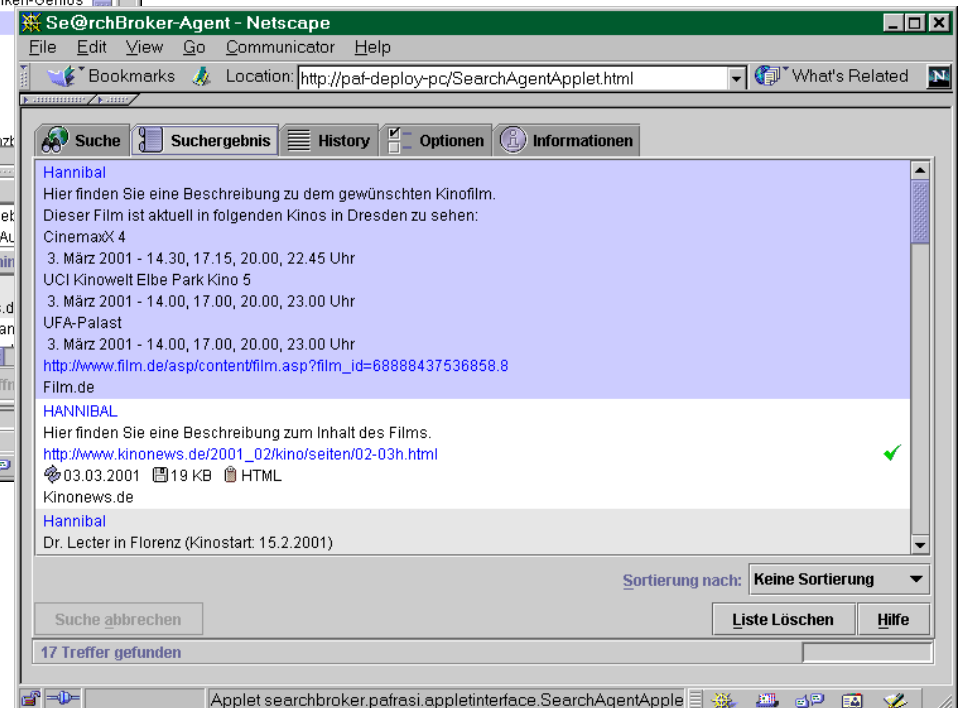 Se@rchBroker-Agent - Netscape
File Edit View Go Communicator Help
Bookmarks Location: http://paf-deploy-pc/SearchAgentApplet.html What's Related N
Suche Suchergebnis History Optionen Informationen
Hannibal
Hier finden Sie eine Beschreibung zu dem gewünschten Kinofilm.
Dieser Film ist aktuell in folgenden Kinos in Dresden zu sehen:
CinemaxX 4
3. März 2001 - 14.30, 17.15, 20.00, 22.45 Uhr
UCI Kinowelt Elbe Park Kino 5
3. März 2001 - 14.00, 17.00, 20.00, 23.00 Uhr
UFA-Palast
3. März 2001 - 14.00, 17.00, 20.00, 23.00 Uhr
http://www.film.de/asp/content/film.asp?film_id=68888437536858.8
Film.de
HANNIBAL
Hier finden Sie eine Beschreibung zum Inhalt des Films.
http://www.kinonews.de/2001_02/kino/seiten/02-03h.html
03.03.2001 19 KB HTML
Kinonews.de
Hannibal
Dr. Lecter in Florenz (Kinostart: 15.2.2001)
Sortierung nach: Keine Sortierung
Suche abbrechen Liste Löschen Hilfe
17 Treffer gefunden
Applet searchbroker.pafrasi.appletinterface.SearchAgentApple